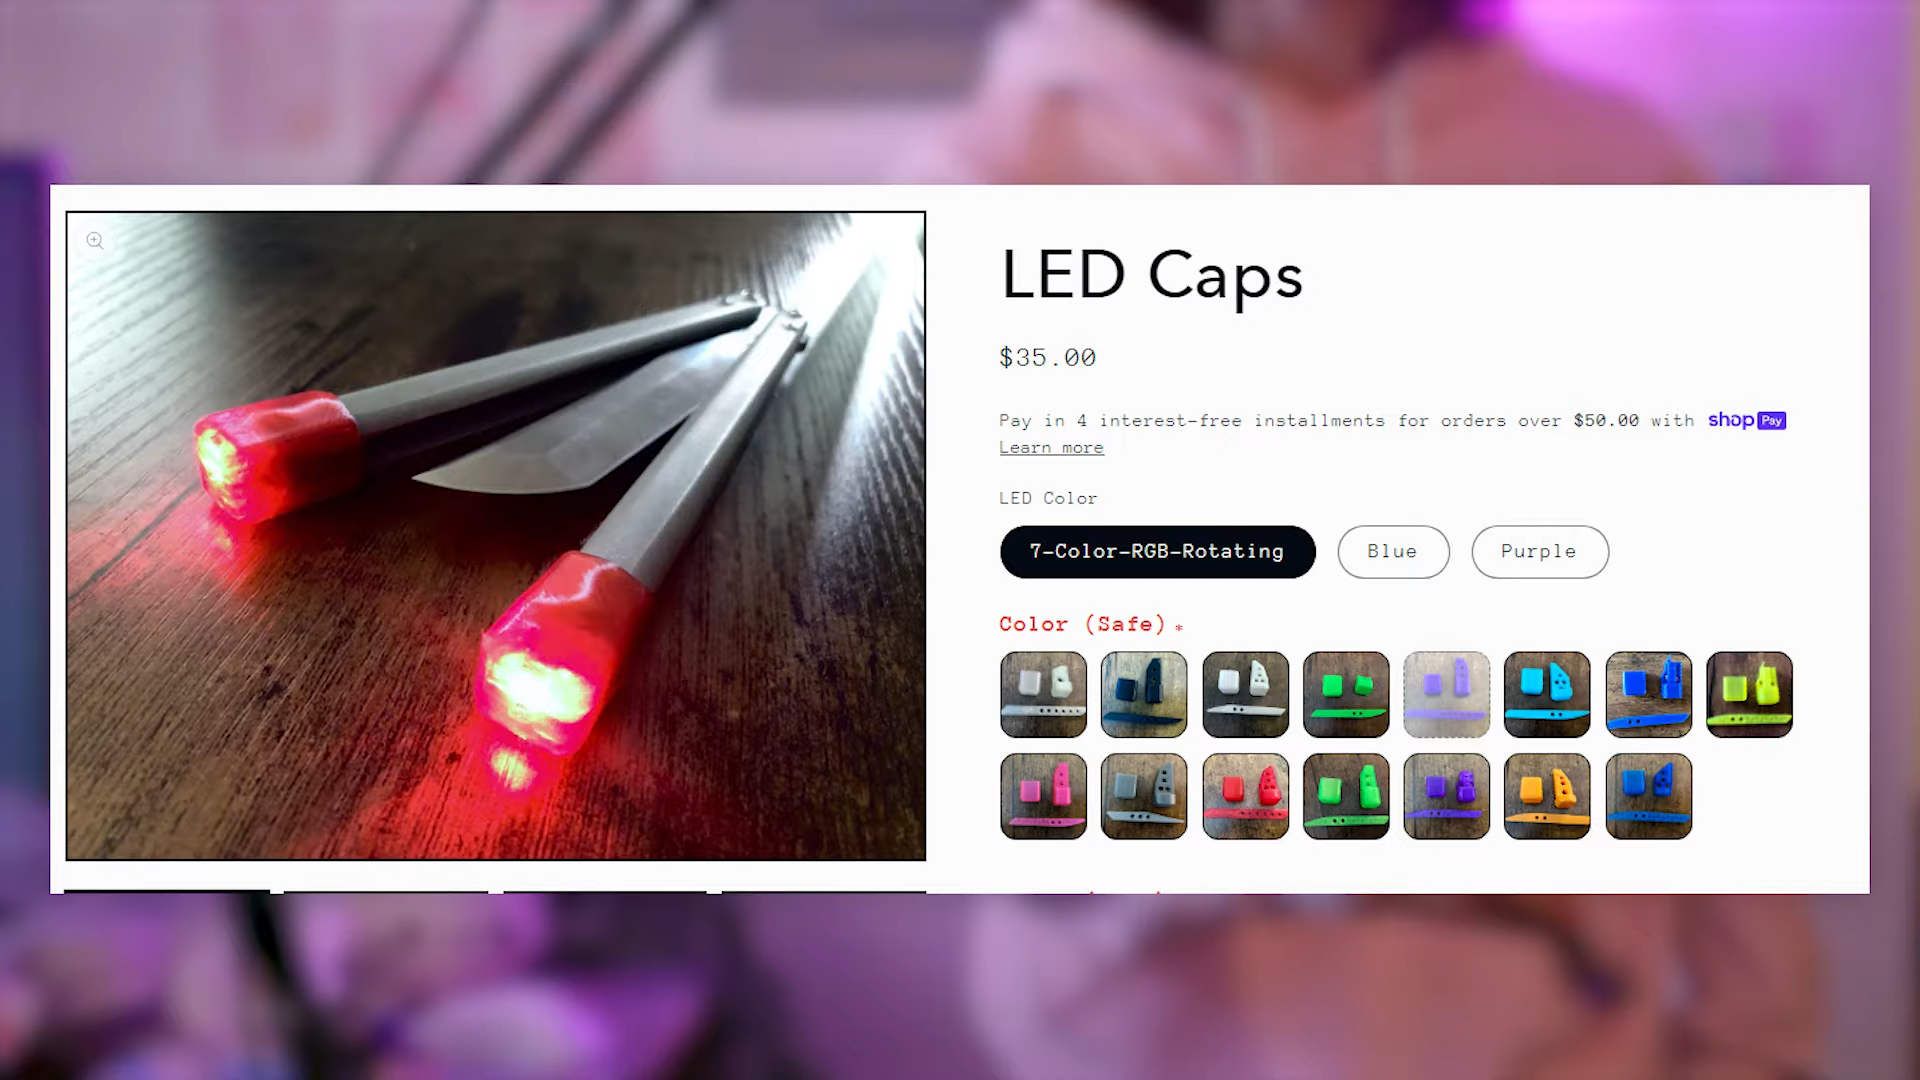 LED Caps
$35.00
Pay in 4 interest-free installments for orders over $50.00 with shop Pay
Learn more
LED Color
7-Color-RGB-Rotating
Blue
Purple
Color (Safe) *